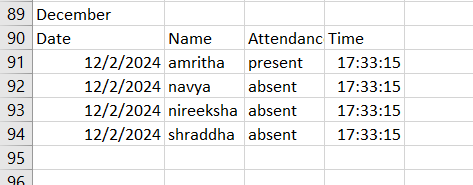 89 December
90 Date Name Attendanc Time
91 12/2/2024 amritha present 17:33:15
92 12/2/2024 navya absent 17:33:15
93 12/2/2024 nireeksha absent 17:33:15
94 12/2/2024 shraddha absent 17:33:15
95
96